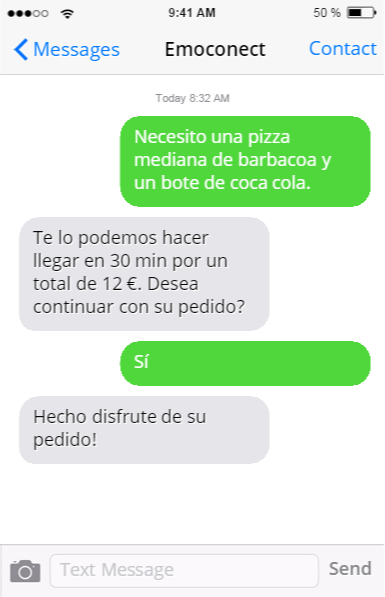 9:41 AM 50 %
Messages Emoconect Contact
Today 8:32 AM
Necesito una pizza
mediana de barbacoa y
un bote de coca cola.
Te lo podemos hacer
llegar en 30 min por un
total de 12 €. Desea
continuar con su pedido?
Sí
Hecho disfrute de su
pedido!
Text Message Send